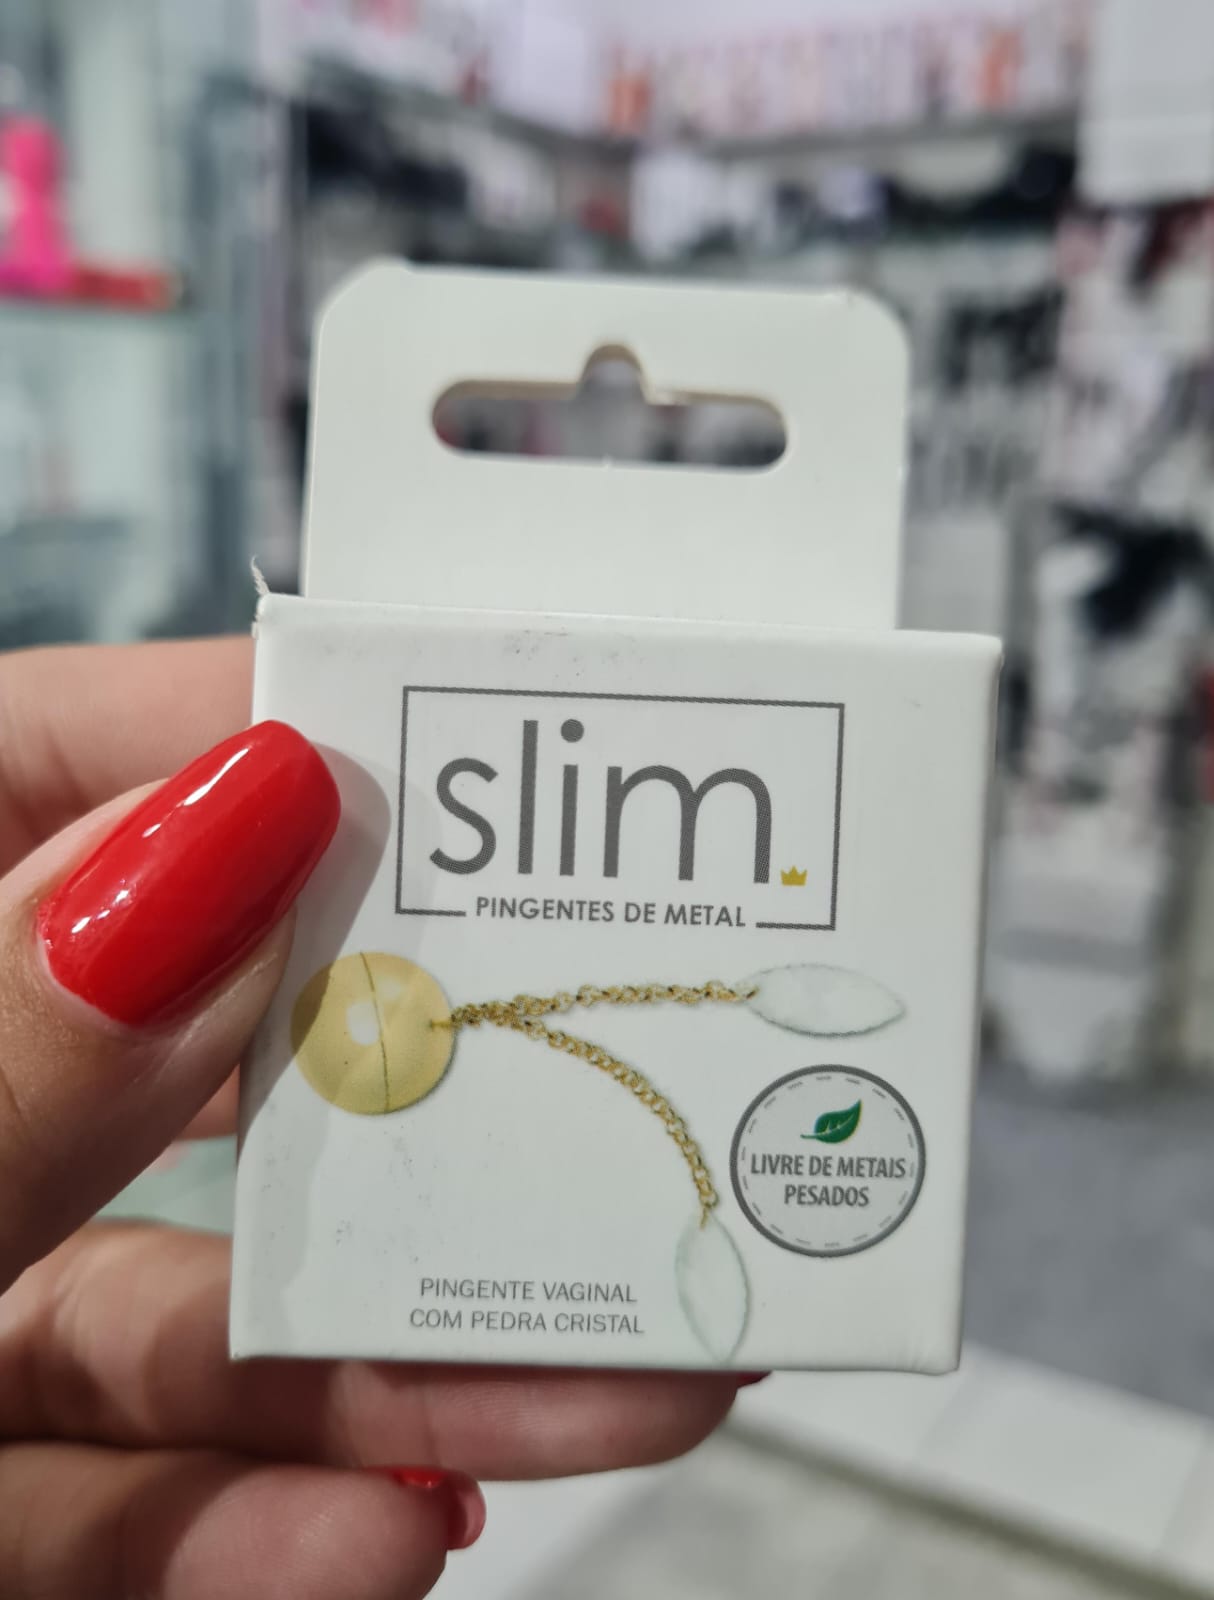 slim.
PINGENTES DE METAL
LIVRE DE METAIS
PESADOS
PINGENTE VAGINAL
COM PEDRA CRISTAL